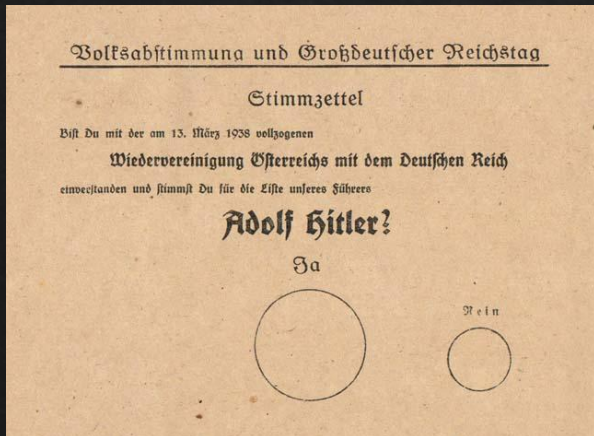 Volksabstimmung und Großdeutscher Reichstag
Stimmzettel
Bist Du mit der am 13. März 1938 vollzogenen
Wiedervereinigung Österreichs mit dem Deutschen Reich
einverstanden und stimmst Du für die Liste unseres Führers
Adolf Hitler?
Ja
Nein